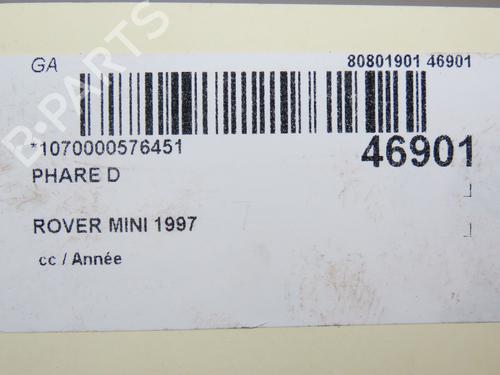 GA 80801901 46901
*1070000576451 46901
PHARE D
ROVER MINI 1997
cc / Année
B-PARTS